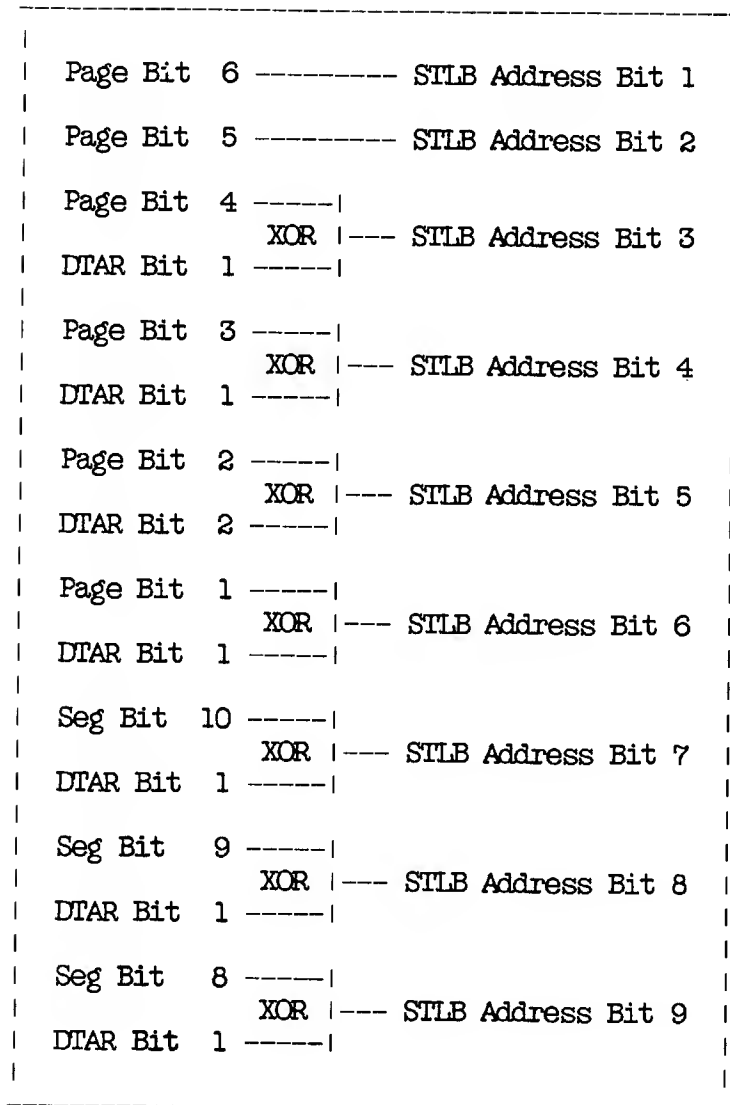 Page Bit 6 --------- STLB Address Bit 1
Page Bit 5 --------- STLB Address Bit 2
Page Bit 4 -----|
XOR |--- STLB Address Bit 3
DTAR Bit 1 -----|
Page Bit 3 -----|
XOR |--- STLB Address Bit 4
DTAR Bit 1 -----|
Page Bit 2 -----|
XOR |--- STLB Address Bit 5
DTAR Bit 2 -----|
Page Bit 1 -----|
XOR |--- STLB Address Bit 6
DTAR Bit 1 -----|
Seg Bit 10 -----|
XOR |--- STLB Address Bit 7
DTAR Bit 1 -----|
Seg Bit 9 -----|
XOR |--- STLB Address Bit 8
DTAR Bit 1 -----|
Seg Bit 8 -----|
XOR |--- STLB Address Bit 9
DTAR Bit 1 -----|